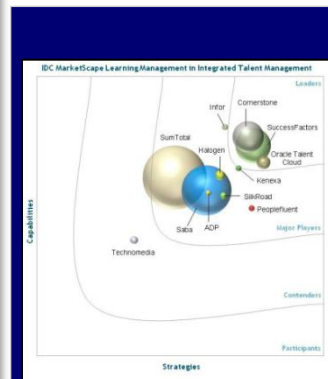 IDC MarketScape Learning Management in Integrated Talent Management
Leaders
Infor
Cornerstone
SumTotal
SuccessFactors
Halogen
Oracle Talent
Cloud
Kenexa
SilkRoad
Peoplefluent
Saba
ADP
Major Players
Technomedia
Contenders
Participants
Capabilities
Strategies